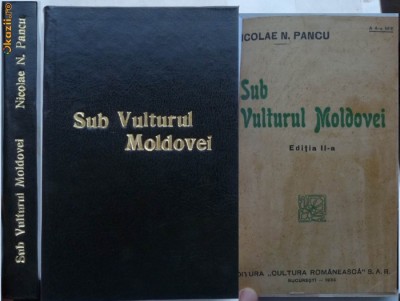 Okazii.ro
Sub Vulturul Moldovei Nicolae N. Pancu
Sub Vulturul
Moldovei
NICOLAE N. PANCU
Sub
Vulturul Moldovei
Ediția II-a
EDITURA „CULTURA ROMÂNEASCĂ” S. A. R.
BUCUREȘTI